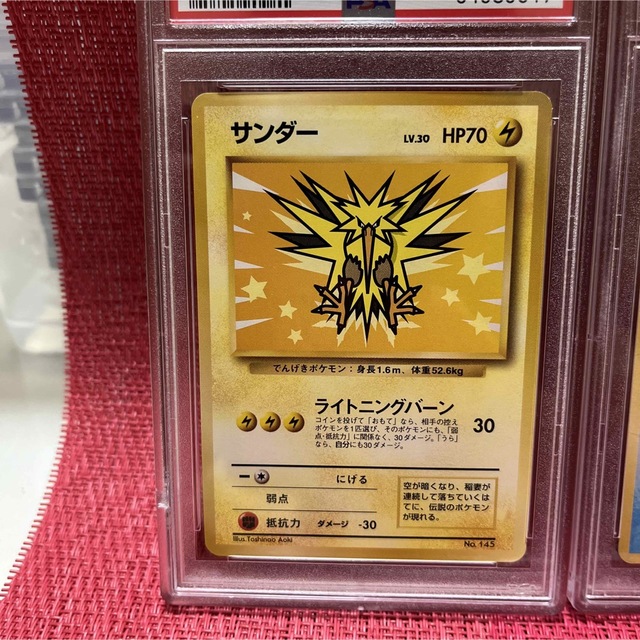 PSA
サンダー LV.30 HP70
でんげきポケモン：身長1.6m、体重52.6kg
ライトニングバーン 30
コインを投げて「おもて」なら、相手の控え
ポケモンを1匹選び、そのポケモンにも、「弱
点・抵抗力」に関係なく、30ダメージ。「うら」
なら、自分にも30ダメージ。
にげる
弱点
抵抗力 ダメージ -30
空が暗くなり、稲妻が
連続して落ちていくは
てに、伝説のポケモン
が現れる。
Illus.Toshinao Aoki
No. 145